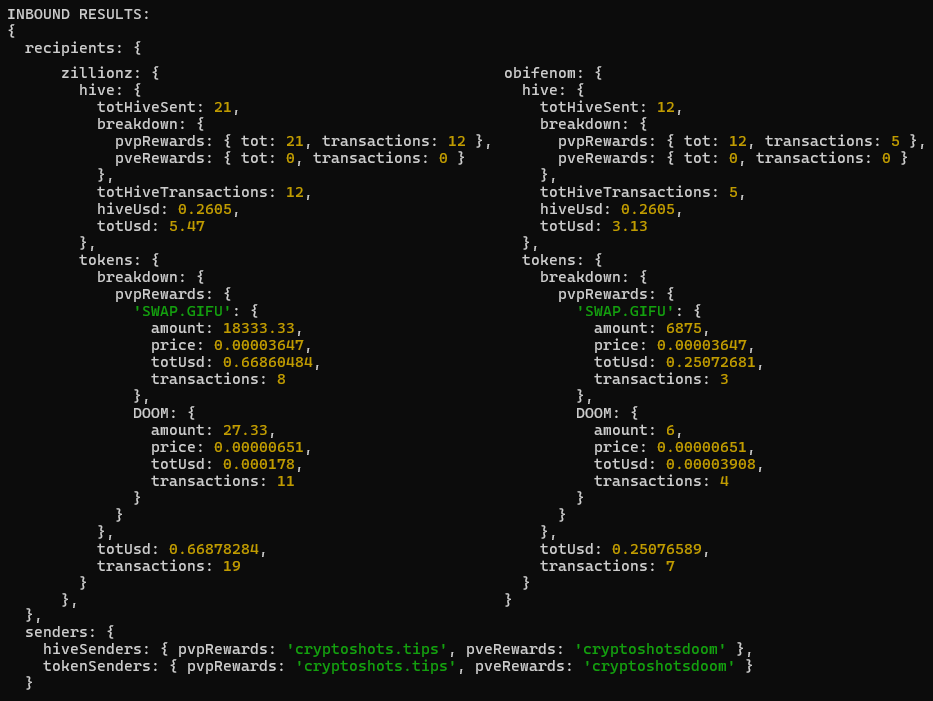 INBOUND RESULTS:
{
recipients: {
zillionz: {
hive: {
totHiveSent: 21,
breakdown: {
pvpRewards: { tot: 21, transactions: 12 },
pveRewards: { tot: 0, transactions: 0 }
},
totHiveTransactions: 12,
hiveUsd: 0.2605,
totUsd: 5.47
},
tokens: {
breakdown: {
pvpRewards: {
'SWAP.GIFU': {
amount: 18333.33,
price: 0.00003647,
totUsd: 0.66860484,
transactions: 8
},
DOOM: {
amount: 27.33,
price: 0.00000651,
totUsd: 0.000178,
transactions: 11
}
}
},
totUsd: 0.66878284,
transactions: 19
}
},
obifenom: {
hive: {
totHiveSent: 12,
breakdown: {
pvpRewards: { tot: 12, transactions: 5 },
pveRewards: { tot: 0, transactions: 0 }
},
totHiveTransactions: 5,
hiveUsd: 0.2605,
totUsd: 3.13
},
tokens: {
breakdown: {
pvpRewards: {
'SWAP.GIFU': {
amount: 6875,
price: 0.00003647,
totUsd: 0.25072681,
transactions: 3
},
DOOM: {
amount: 6,
price: 0.00000651,
totUsd: 0.00003908,
transactions: 4
}
}
},
totUsd: 0.25076589,
transactions: 7
}
}
},
senders: {
hiveSenders: { pvpRewards: 'cryptoshots.tips', pveRewards: 'cryptoshotsdoom' },
tokenSenders: { pvpRewards: 'cryptoshots.tips', pveRewards: 'cryptoshotsdoom' }
}